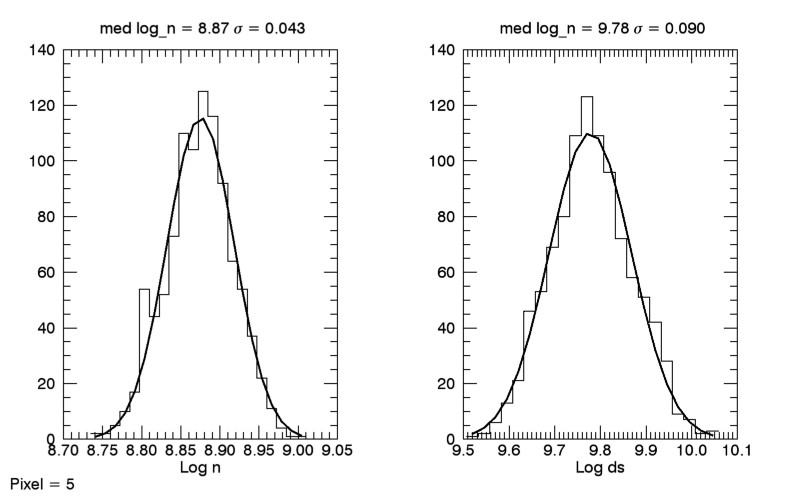 med log_n = 8.87 σ = 0.043
140
120
100
80
60
40
20
0
8.70 8.75 8.80 8.85 8.90 8.95 9.00 9.05
Log n
med log_n = 9.78 σ = 0.090
140
120
100
80
60
40
20
0
9.5 9.6 9.7 9.8 9.9 10.0 10.1
Log ds
Pixel = 5